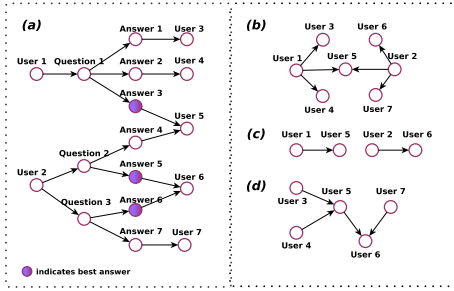 (a)
Answer 1
User 3
User 1
Question 1
Answer 2
User 4
Answer 3
User 5
Answer 4
Question 2
User 2
Answer 5
User 6
Question 3
Answer 6
Answer 7
User 7
indicates best answer
(b)
User 3
User 6
User 1
User 5
User 2
User 4
User 7
(c)
User 1
User 5
User 2
User 6
(d)
User 3
User 5
User 7
User 4
User 6